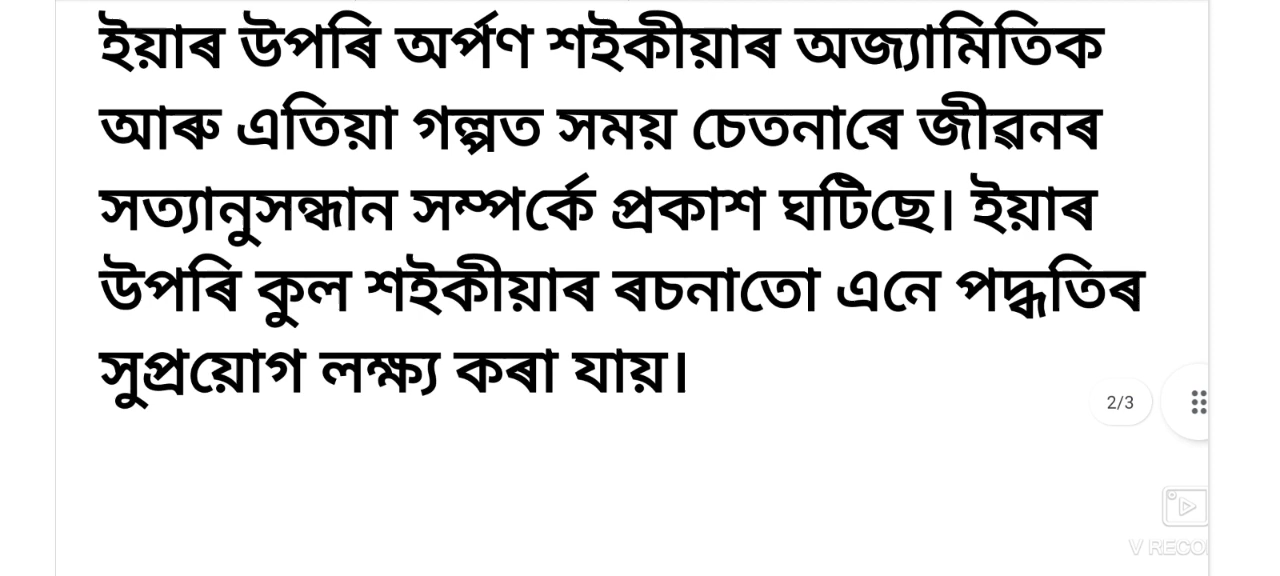 ইয়াৰ উপৰি অৰ্পণ শইকীয়াৰ অজ্যামিতিক
আৰু এতিয়া গল্পত সময় চেতনাৰে জীৱনৰ
সত্যানুসন্ধান সম্পৰ্কে প্ৰকাশ ঘটিছে। ইয়াৰ
উপৰি কুল শইকীয়াৰ ৰচনাতো এনে পদ্ধতিৰ
সুপ্ৰয়োগ লক্ষ্য কৰা যায়।
2/3
V RECO